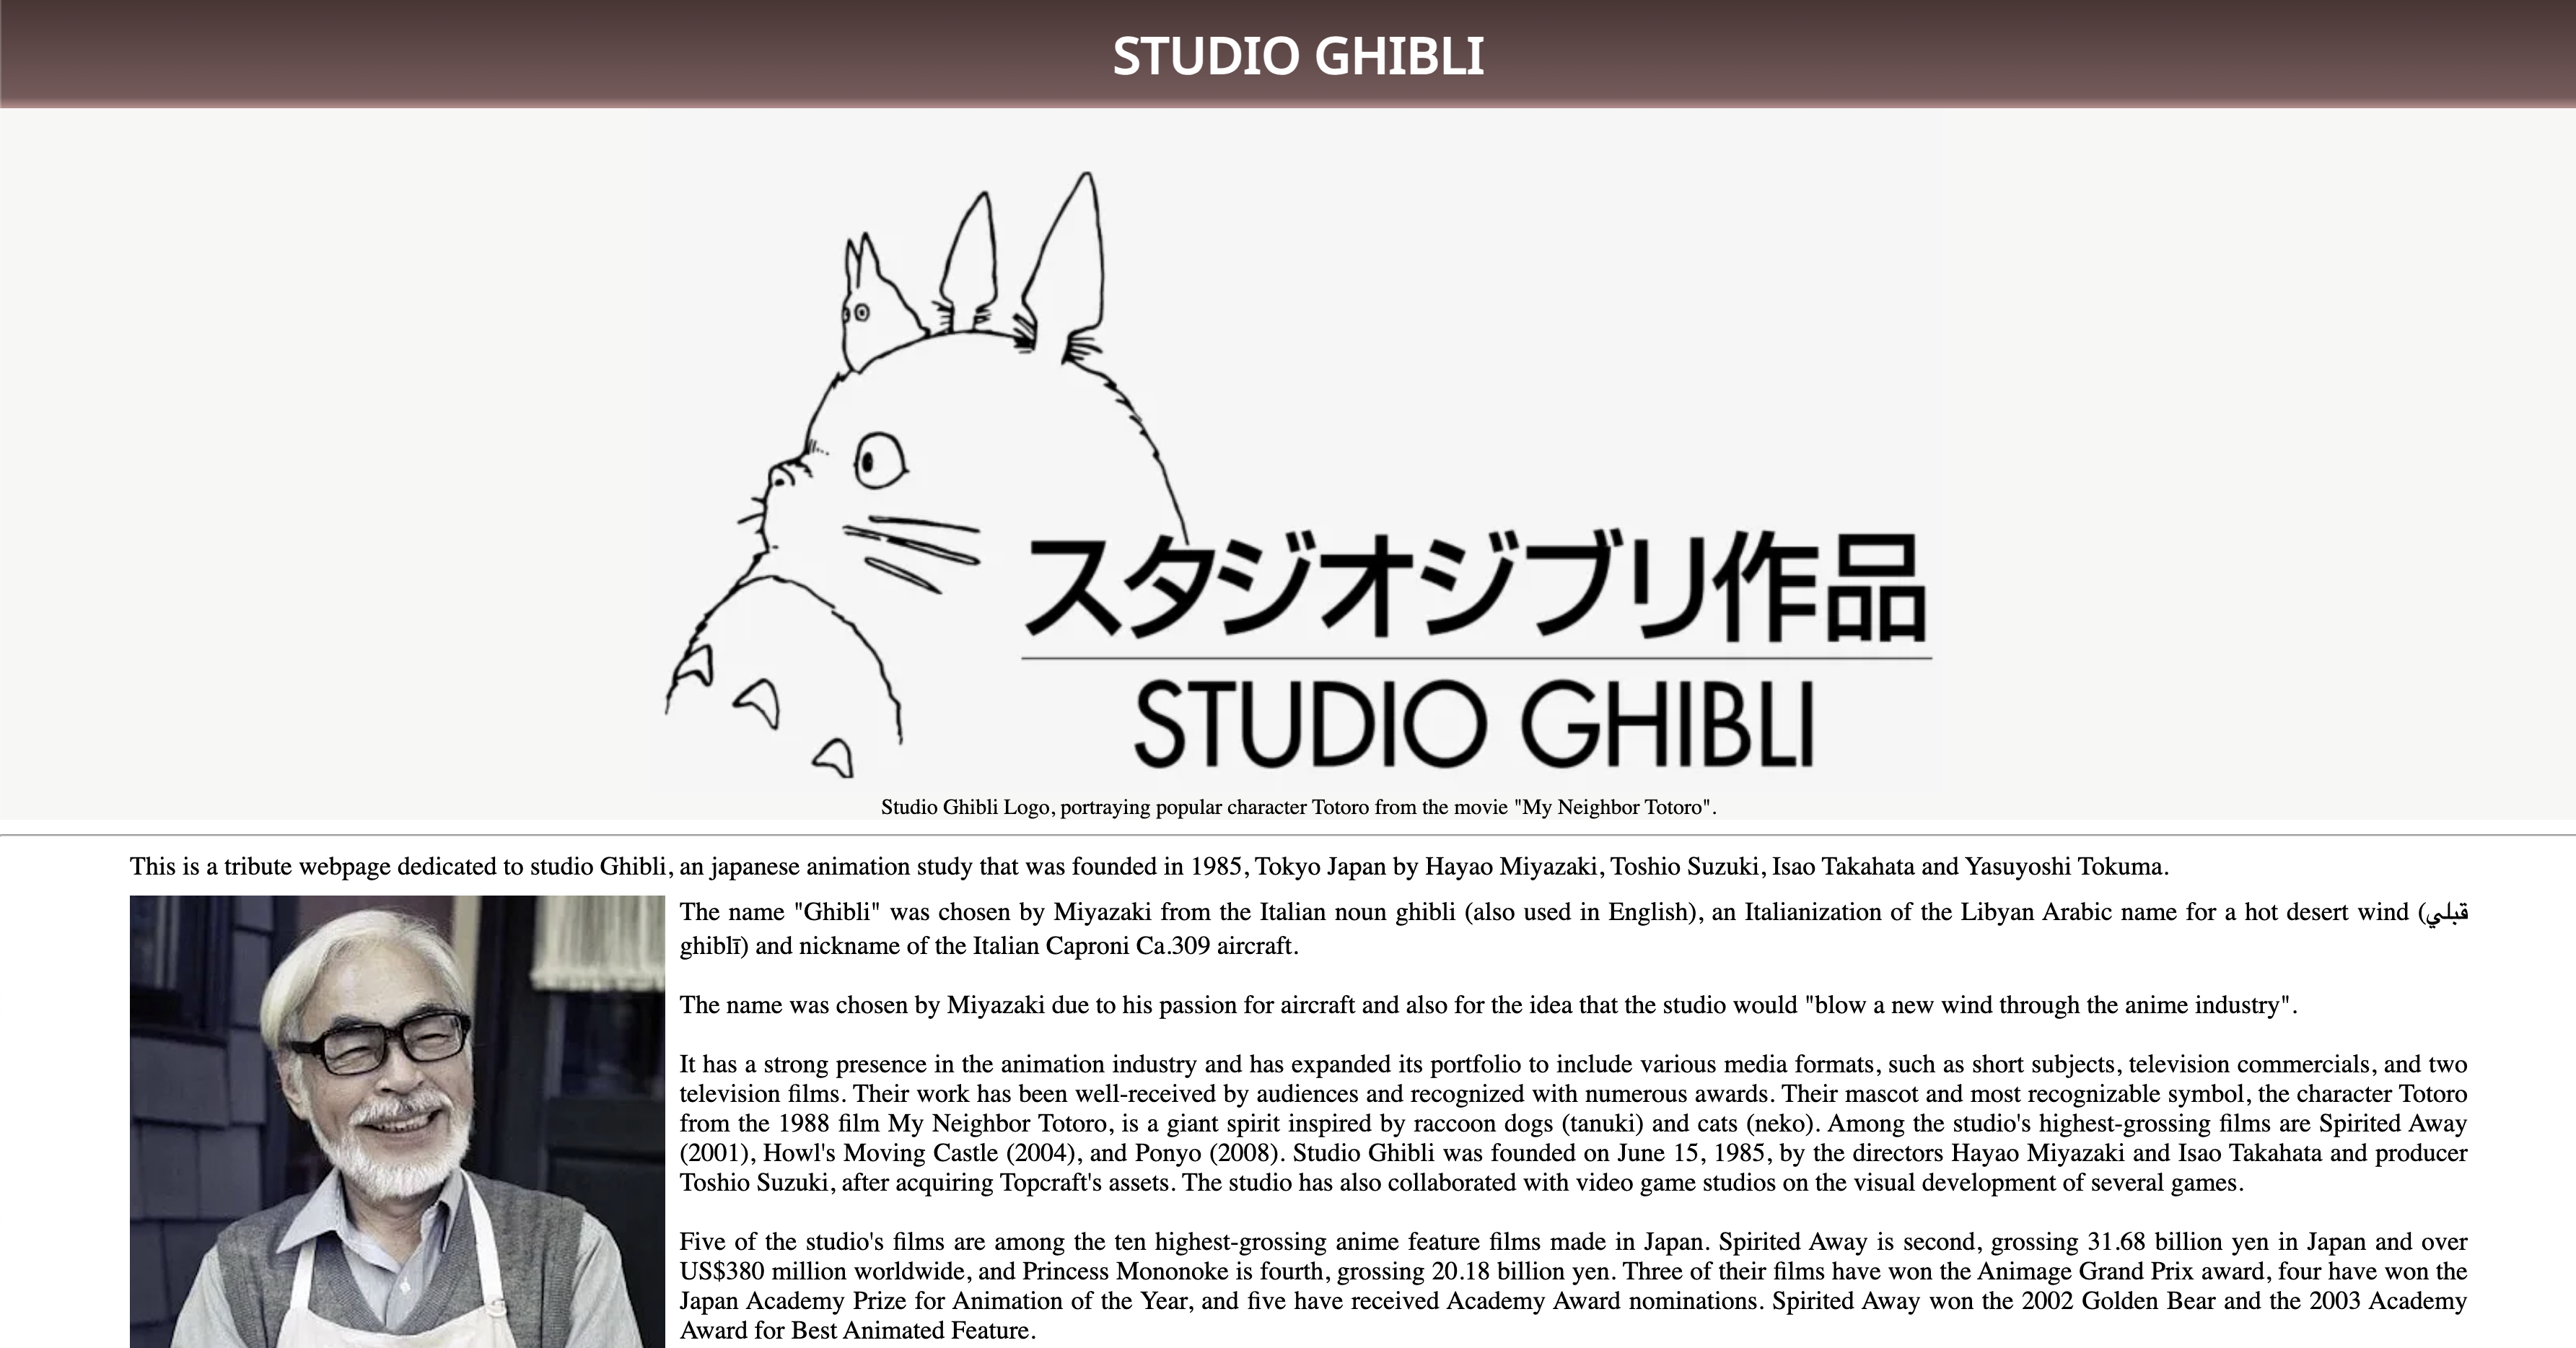 STUDIO GHIBLI
スタジオジブリ作品
STUDIO GHIBLI
Studio Ghibli Logo, portraying popular character Totoro from the movie "My Neighbor Totoro".
This is a tribute webpage dedicated to studio Ghibli, an japanese animation study that was founded in 1985, Tokyo Japan by Hayao Miyazaki, Toshio Suzuki, Isao Takahata and Yasuyoshi Tokuma.
The name "Ghibli" was chosen by Miyazaki from the Italian noun ghibli (also used in English), an Italianization of the Libyan Arabic name for a hot desert wind (قبلي
ghiblī) and nickname of the Italian Caproni Ca.309 aircraft.
The name was chosen by Miyazaki due to his passion for aircraft and also for the idea that the studio would "blow a new wind through the anime industry".
It has a strong presence in the animation industry and has expanded its portfolio to include various media formats, such as short subjects, television commercials, and two
television films. Their work has been well-received by audiences and recognized with numerous awards. Their mascot and most recognizable symbol, the character Totoro
from the 1988 film My Neighbor Totoro, is a giant spirit inspired by raccoon dogs (tanuki) and cats (neko). Among the studio's highest-grossing films are Spirited Away
(2001), Howl's Moving Castle (2004), and Ponyo (2008). Studio Ghibli was founded on June 15, 1985, by the directors Hayao Miyazaki and Isao Takahata and producer
Toshio Suzuki, after acquiring Topcraft's assets. The studio has also collaborated with video game studios on the visual development of several games.
Five of the studio's films are among the ten highest-grossing anime feature films made in Japan. Spirited Away is second, grossing 31.68 billion yen in Japan and over
US$380 million worldwide, and Princess Mononoke is fourth, grossing 20.18 billion yen. Three of their films have won the Animage Grand Prix award, four have won the
Japan Academy Prize for Animation of the Year, and five have received Academy Award nominations. Spirited Away won the 2002 Golden Bear and the 2003 Academy
Award for Best Animated Feature.